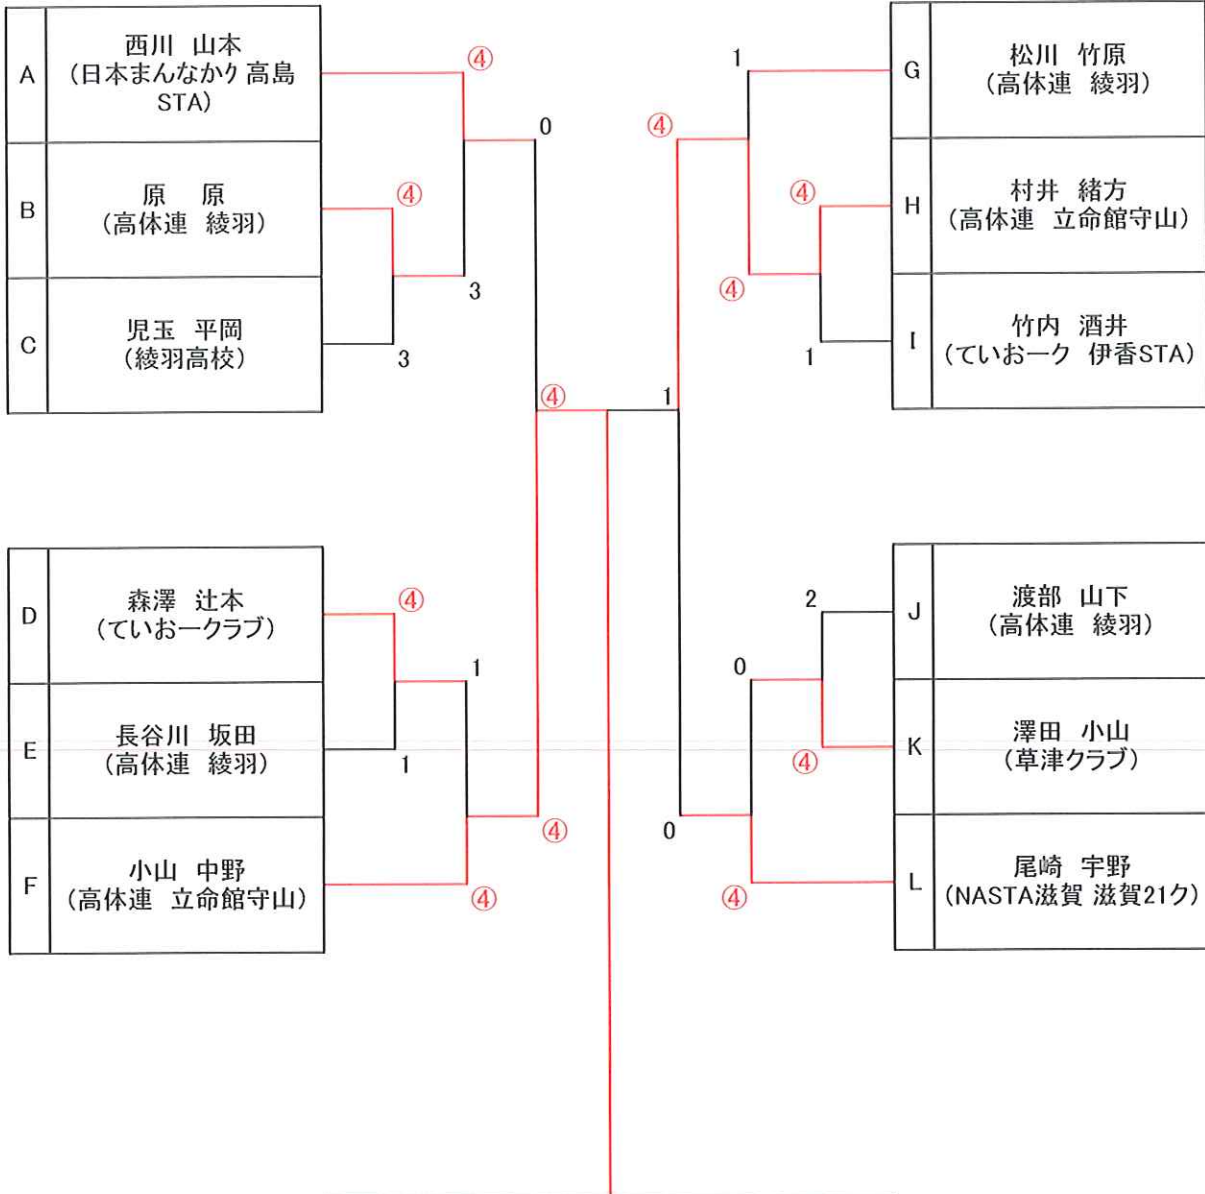 A
西川 山本
(日本まんなかク 高島
STA)
④
0
B
原 原
(高体連 綾羽)
④
3
C
児玉 平岡
(綾羽高校)
3
④
D
森澤 辻本
(ていおークラブ)
④
1
E
長谷川 坂田
(高体連 綾羽)
1
④
F
小山 中野
(高体連 立命館守山)
④
1
G
松川 竹原
(高体連 綾羽)
④
④
H
村井 緒方
(高体連 立命館守山)
④
1
I
竹内 酒井
(ていおーク 伊香STA)
1
2
J
渡部 山下
(高体連 綾羽)
0
④
K
澤田 小山
(草津クラブ)
0
④
L
尾崎 宇野
(NASTA滋賀 滋賀21ク)